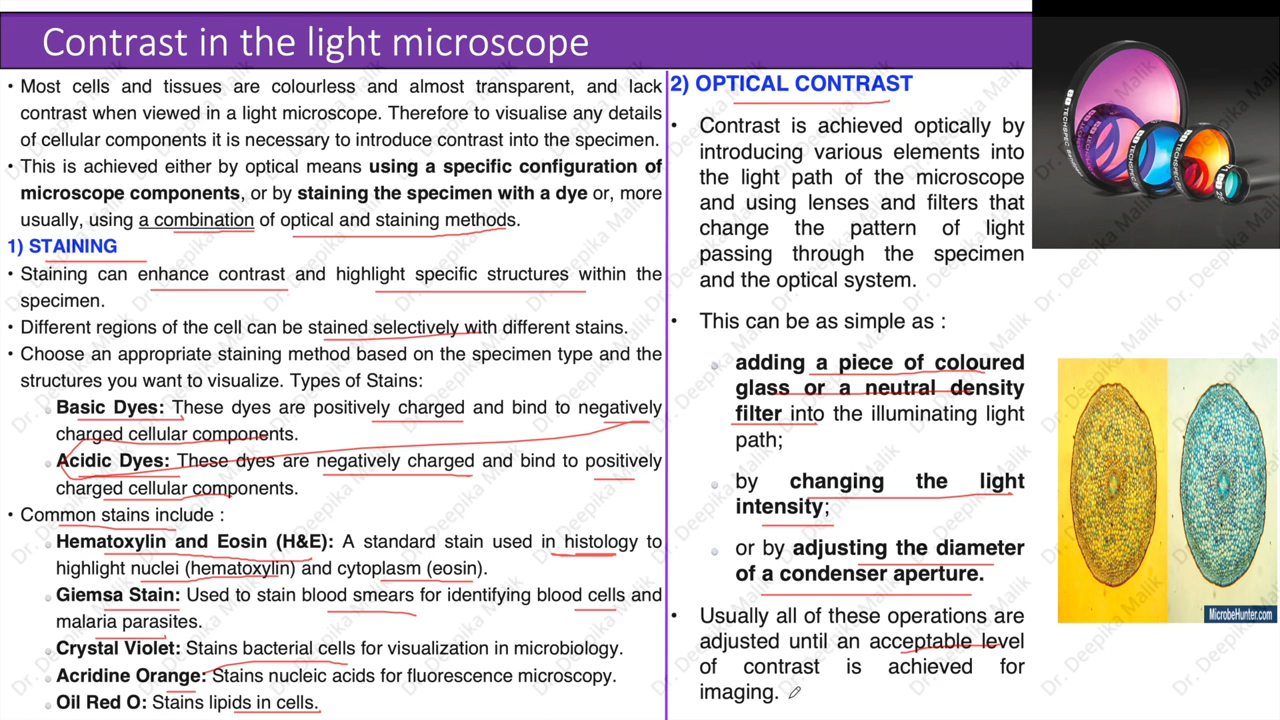 Contrast in the light microscope
• Most cells and tissues are colourless and almost transparent, and lack
contrast when viewed in a light microscope. Therefore to visualise any details
of cellular components it is necessary to introduce contrast into the specimen.
• This is achieved either by optical means using a specific configuration of
microscope components, or by staining the specimen with a dye or, more
usually, using a combination of optical and staining methods.
1) STAINING
• Staining can enhance contrast and highlight specific structures within the
specimen.
• Different regions of the cell can be stained selectively with different stains.
• Choose an appropriate staining method based on the specimen type and the
structures you want to visualize. Types of Stains:
Basic Dyes: These dyes are positively charged and bind to negatively
charged cellular components.
Acidic Dyes: These dyes are negatively charged and bind to positively
charged cellular components.
• Common stains include :
Hematoxylin and Eosin (H&E): A standard stain used in histology to
highlight nuclei (hematoxylin) and cytoplasm (eosin).
Giemsa Stain: Used to stain blood smears for identifying blood cells and
malaria parasites.
Crystal Violet: Stains bacterial cells for visualization in microbiology.
Acridine Orange: Stains nucleic acids for fluorescence microscopy.
Oil Red O: Stains lipids in cells.
2) OPTICAL CONTRAST
• Contrast is achieved optically by
introducing various elements into
the light path of the microscope
and using lenses and filters that
change the pattern of light
passing through the specimen
and the optical system.
• This can be as simple as :
adding a piece of coloured
glass or a neutral density
filter into the illuminating light
path;
by changing the light
intensity;
or by adjusting the diameter
of a condenser aperture.
• Usually all of these operations are
adjusted until an acceptable level
of contrast is achieved for
imaging.
MicrobeHunter.com
Dr. Deepika Malik